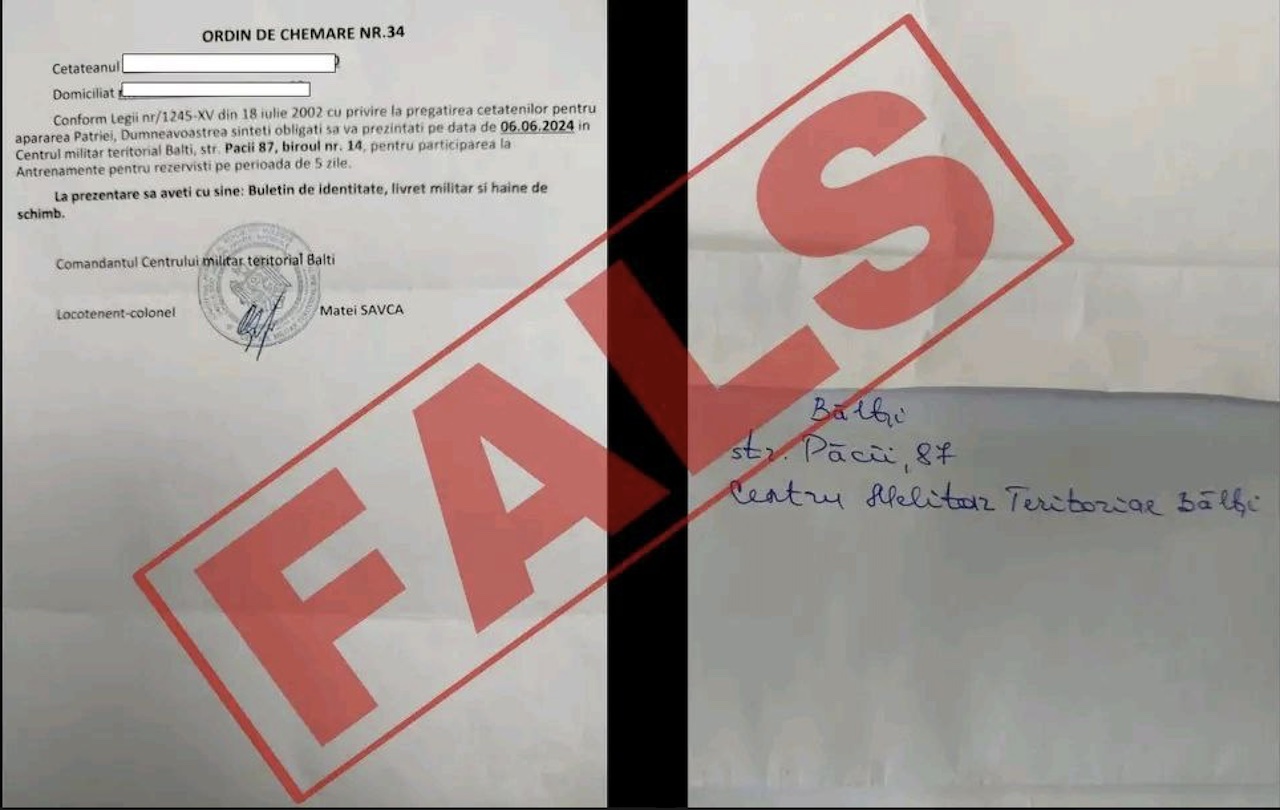 ORDIN DE CHEMARE NR.34
Cetateanul
Domiciliat
Conform Legii nr/1245-XV din 18 iulie 2002 cu privire la pregatirea cetatenilor pentru
apararea Patriei, Dumneavoastrea sinteti obligati sa va prezintati pe data de 06.06.2024 in
Centrul militar teritorial Balti, str. Pacii 87, biroul nr. 14, pentru participarea la
Antrenamente pentru rezervisti pe perioada de 5 zile.
La prezentare sa aveti cu sine: Buletin de identitate, livret militar si haine de
schimb.
Comandantul Centrului militar teritorial Balti
Locotenent-colonel Matei SAVCA
FALS
Bălți
str. Păcii, 87
Centru Militar Teritorial Bălți